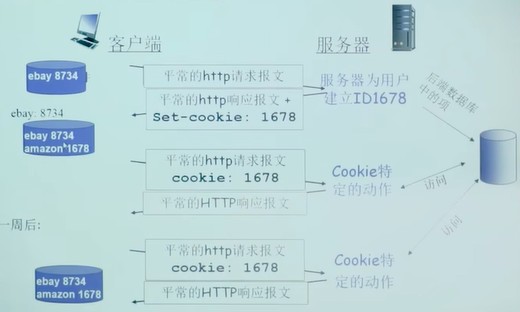 客户端
服务器
ebay 8734
平常的http请求报文
服务器为用户
建立ID1678
后端数据库
中的项
平常的http响应报文 +
Set-cookie: 1678
ebay: 8734
ebay 8734
amazon 1678
平常的http请求报文
cookie: 1678
Cookie特
定的动作
访问
平常的HTTP响应报文
访问
一周后:
平常的http请求报文
cookie: 1678
Cookie特
定的动作
ebay 8734
amazon 1678
平常的HTTP响应报文